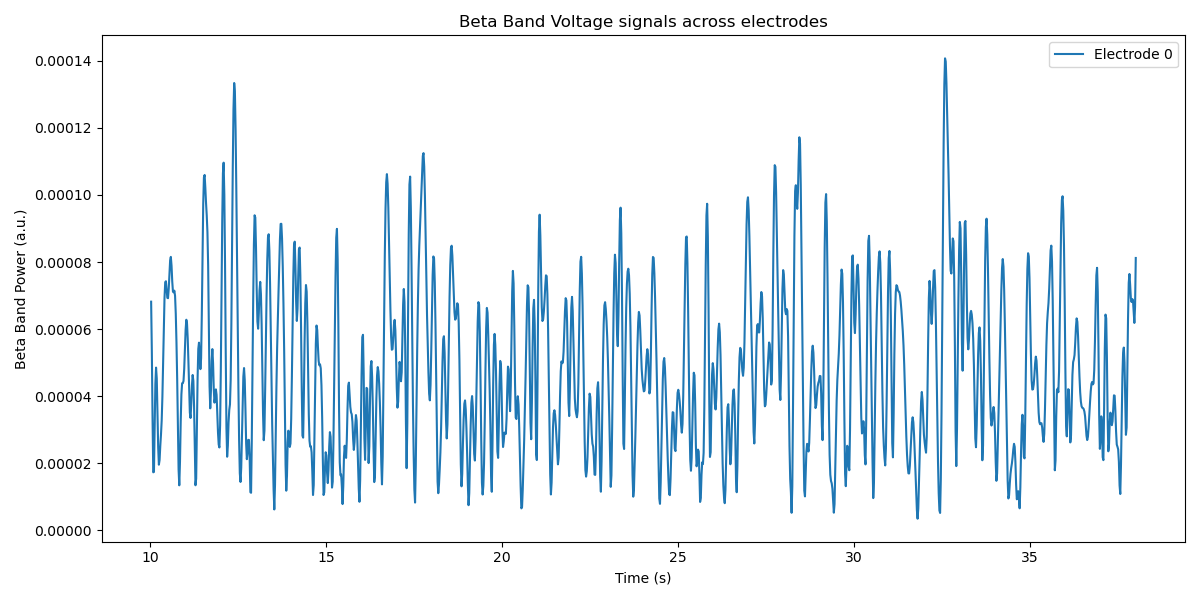 Beta Band Voltage signals across electrodes
Electrode 0
Beta Band Power (a.u.)
0.00014
0.00012
0.00010
0.00008
0.00006
0.00004
0.00002
0.00000
10 15 20 25 30 35
Time (s)